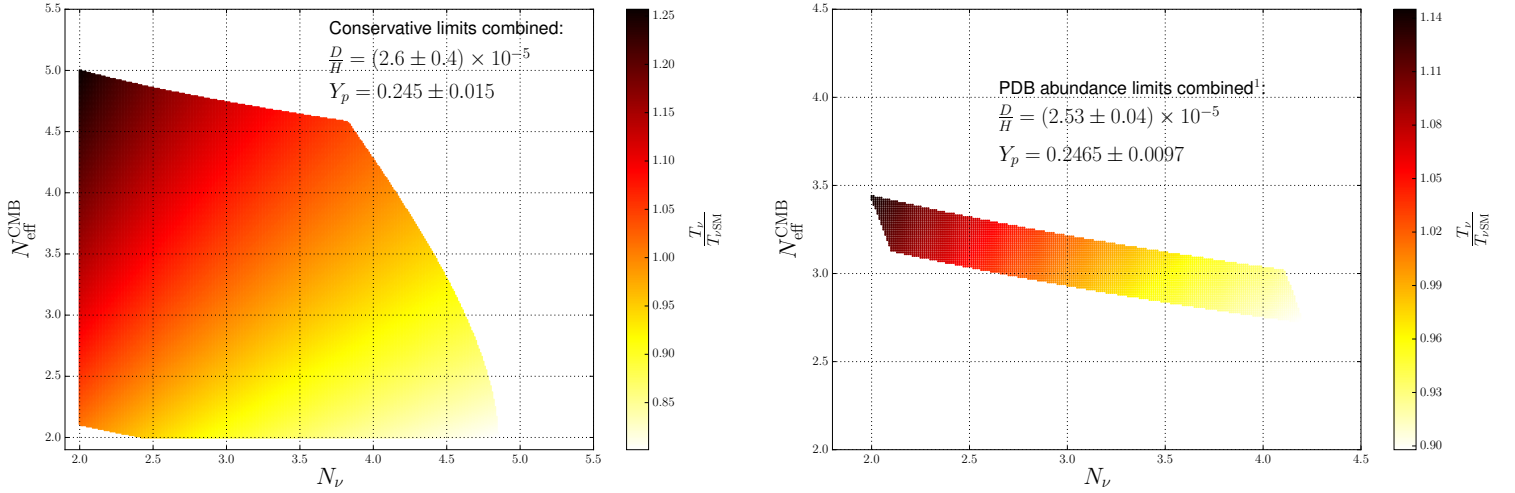 Conservative limits combined:
D/H = (2.6 ± 0.4) × 10⁻⁵
Yₚ = 0.245 ± 0.015
5.5
5.0
4.5
4.0
3.5
3.0
2.5
2.0
N_eff^CMB
2.0 2.5 3.0 3.5 4.0 4.5 5.0 5.5
N_ν
1.25
1.20
1.15
1.10
1.05
1.00
0.95
0.90
0.85
T_ν/T_νSM
PDB abundance limits combined¹:
D/H = (2.53 ± 0.04) × 10⁻⁵
Yₚ = 0.2465 ± 0.0097
4.5
4.0
3.5
3.0
2.5
2.0
N_eff^CMB
2.0 2.5 3.0 3.5 4.0 4.5
N_ν
1.14
1.11
1.08
1.05
1.02
0.99
0.96
0.93
0.90
T_ν/T_νSM